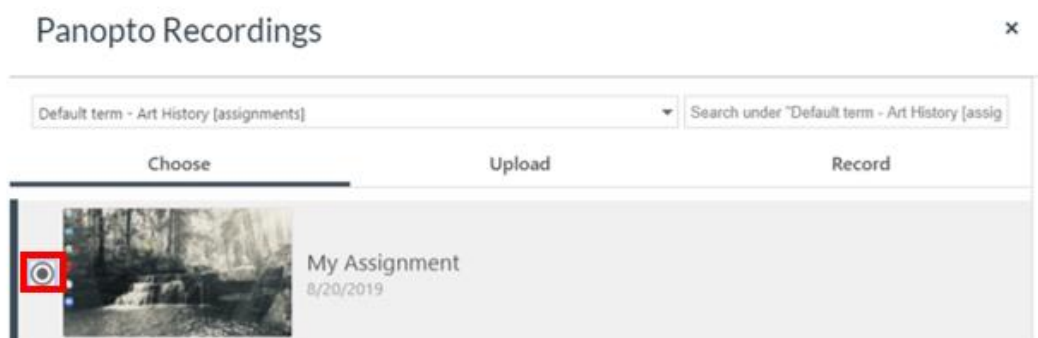 Panopto Recordings ×
Default term - Art History [assignments] Search under "Default term - Art History [assig
Choose Upload Record
My Assignment
8/20/2019